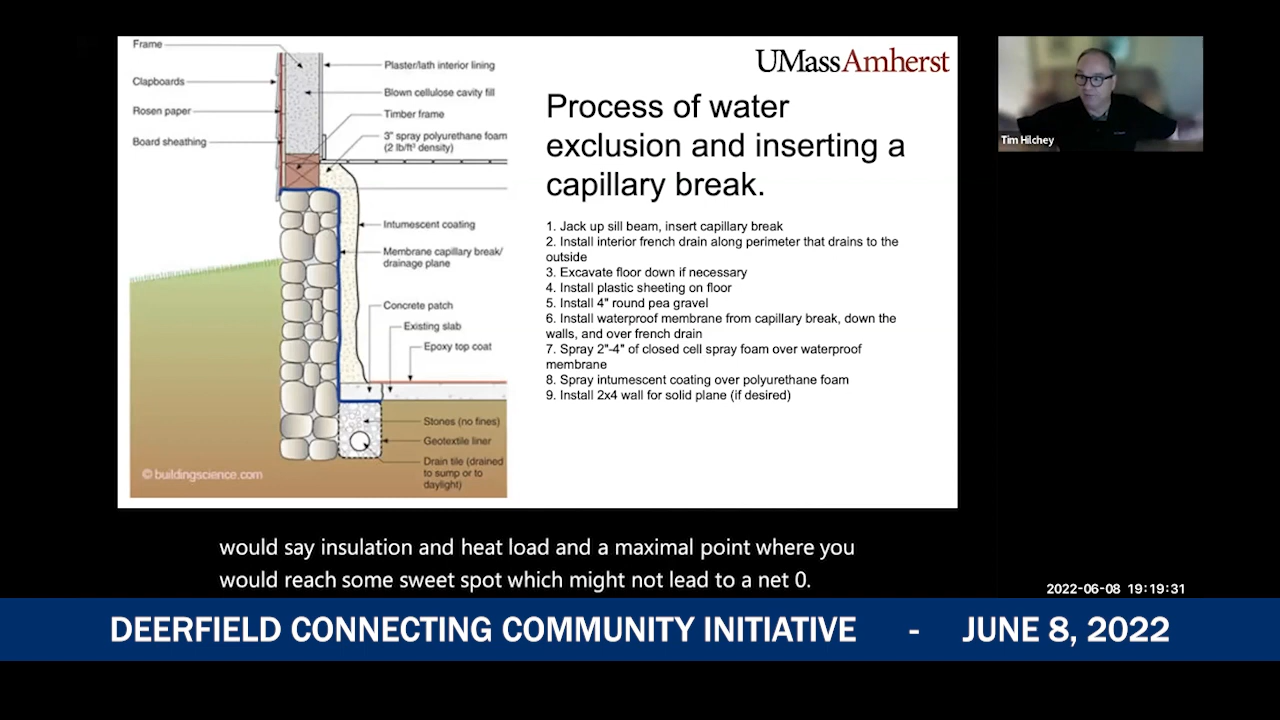 Frame
Clapboards
Rosen paper
Board sheathing
Plaster/lath interior lining
Blown cellulose cavity fill
Timber frame
3" spray polyurethane foam
(2 lb/ft³ density)
Intumescent coating
Membrane capillary break/
drainage plane
Concrete patch
Existing slab
Epoxy top coat
Stones (no fines)
Geotextile liner
Drain tile (drained
to sump or to
daylight)
© buildingscience.com
UMassAmherst
Process of water
exclusion and inserting a
capillary break.
1. Jack up sill beam, insert capillary break
2. Install interior french drain along perimeter that drains to the
outside
3. Excavate floor down if necessary
4. Install plastic sheeting on floor
5. Install 4" round pea gravel
6. Install waterproof membrane from capillary break, down the
walls, and over french drain
7. Spray 2"-4" of closed cell spray foam over waterproof
membrane
8. Spray intumescent coating over polyurethane foam
9. Install 2x4 wall for solid plane (if desired)
Tim Hilchey
would say insulation and heat load and a maximal point where you
would reach some sweet spot which might not lead to a net 0.
2022-06-08 19:19:31
DEERFIELD CONNECTING COMMUNITY INITIATIVE - JUNE 8, 2022